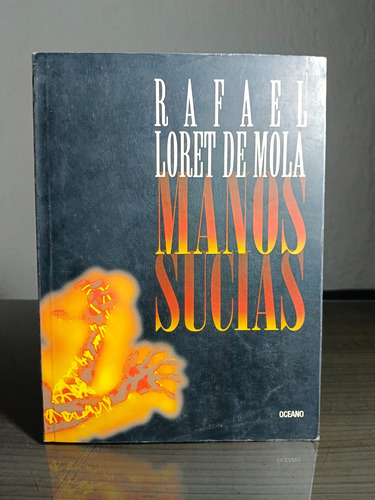 RAFAEL
LORET DE MOLA
MANOS
SUCIAS
OCEANO